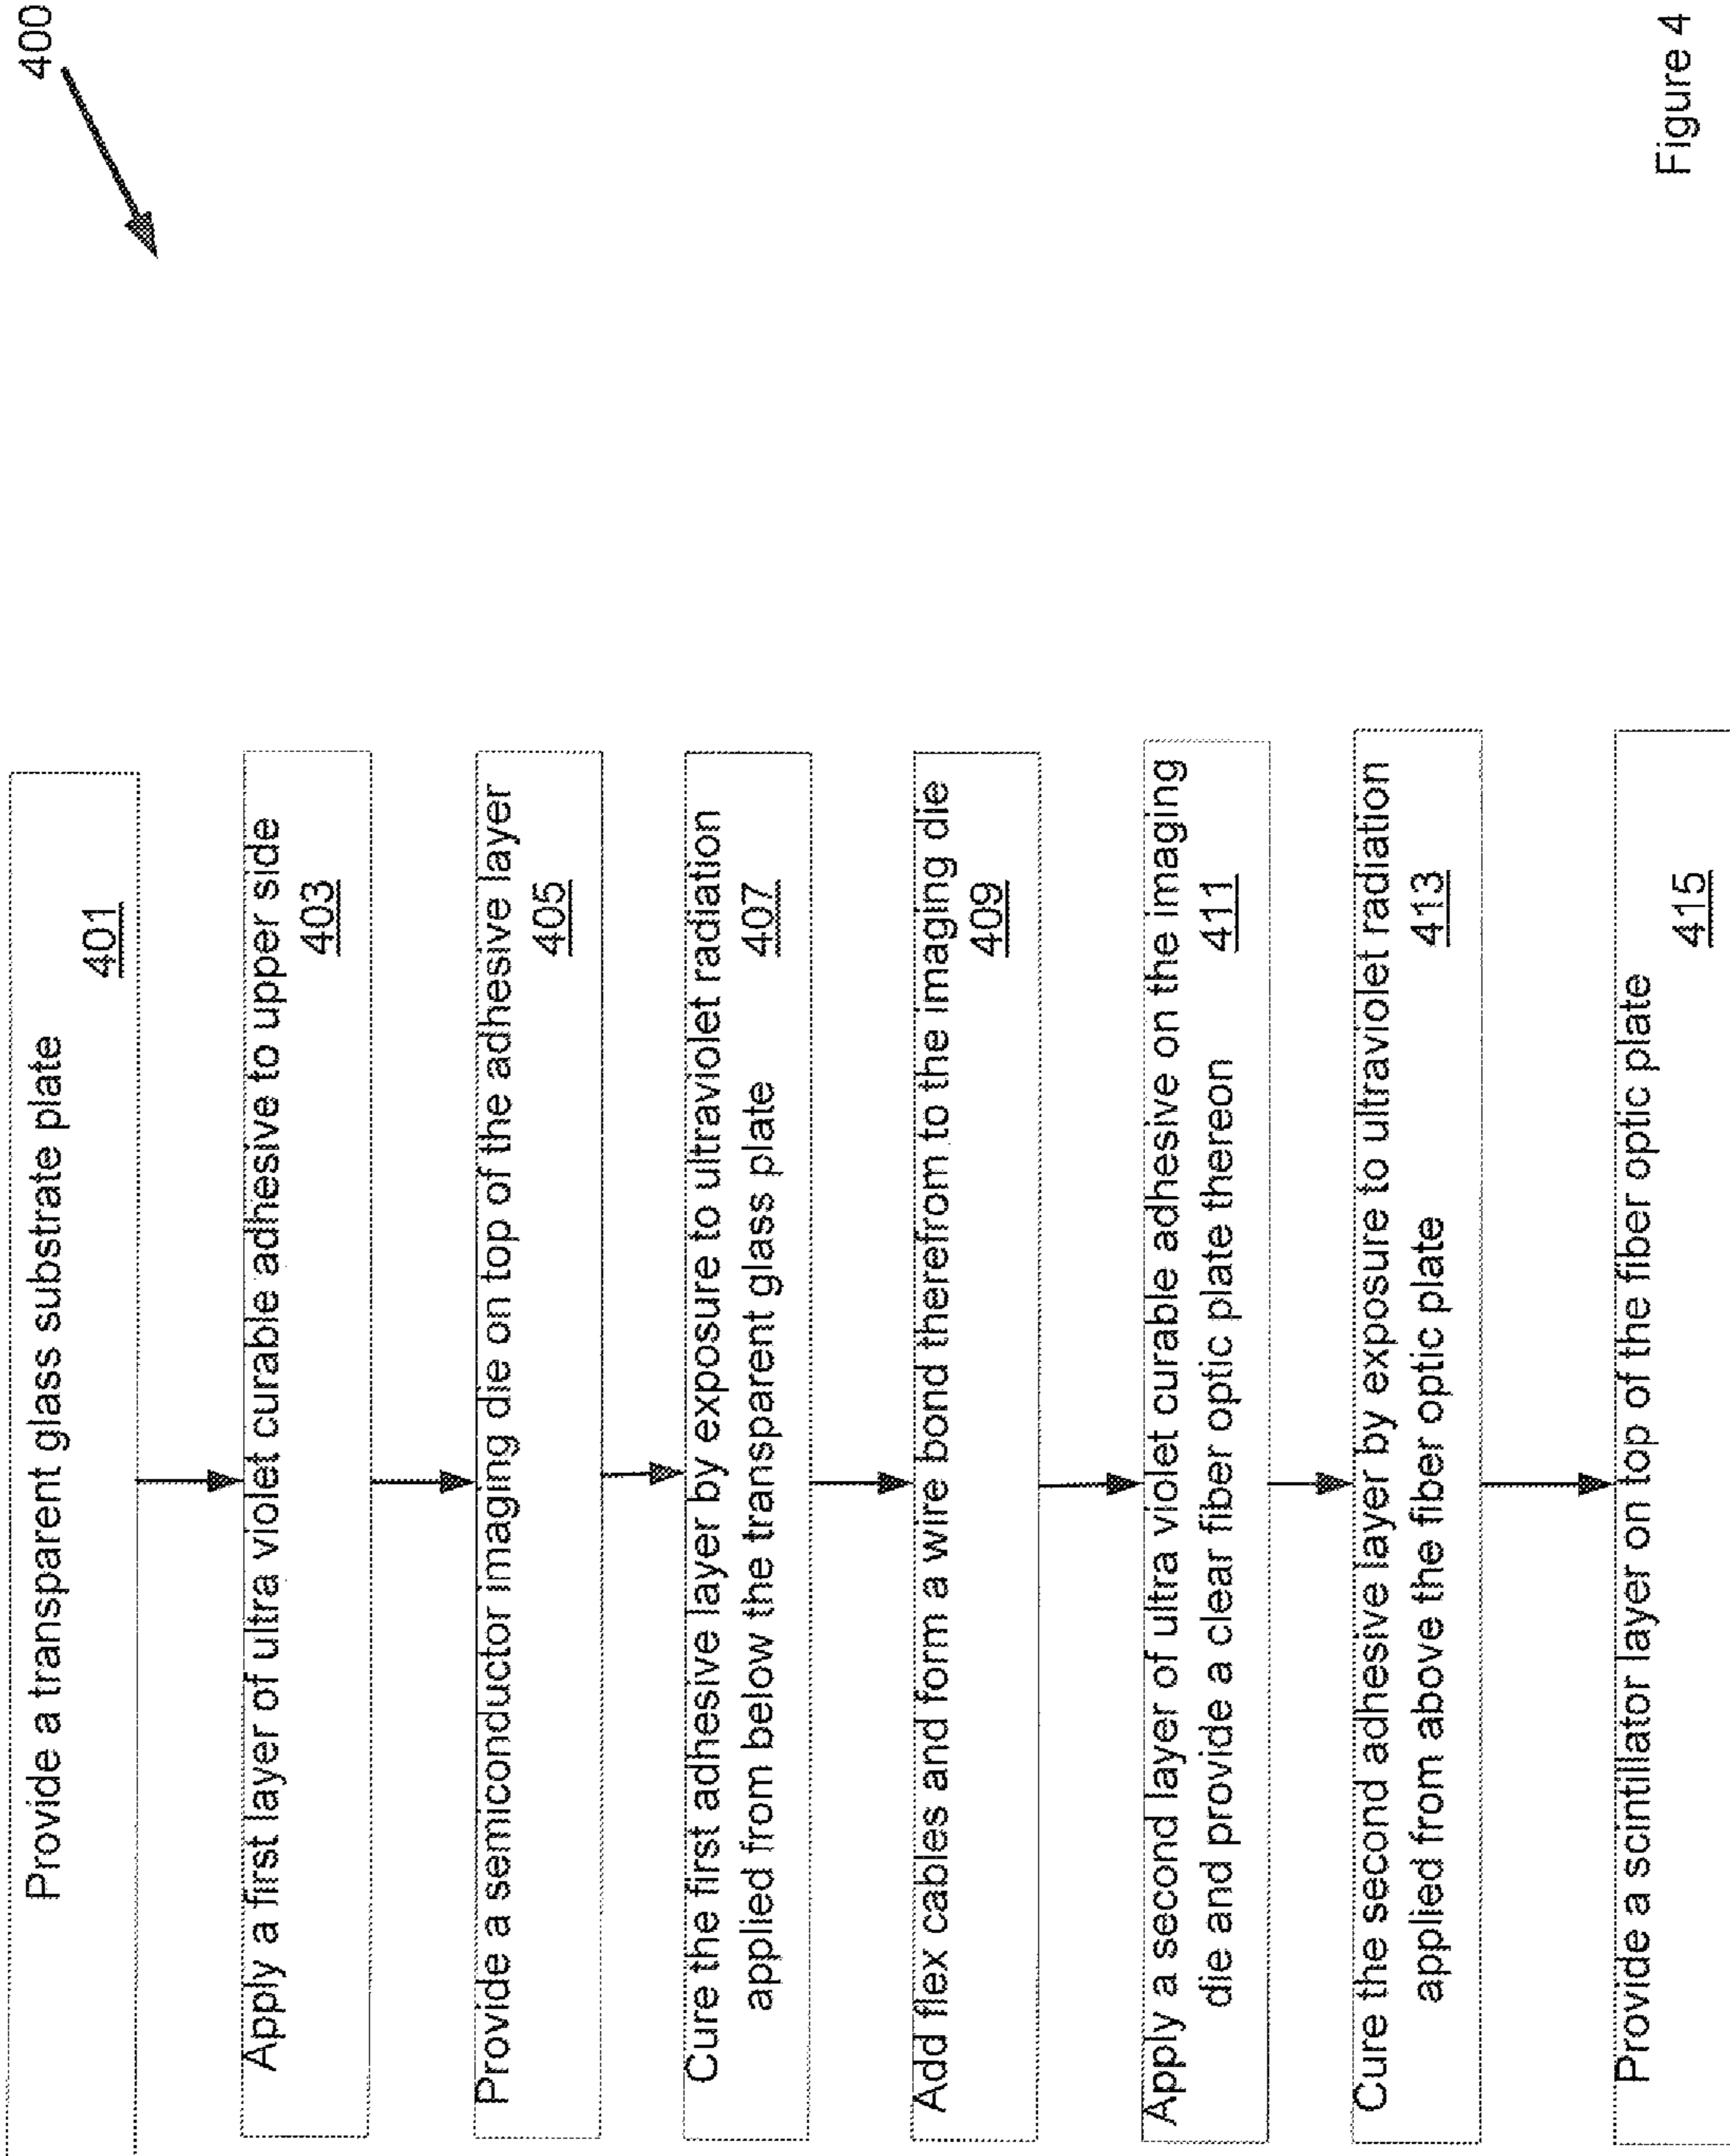 400
Provide a transparent glass substrate plate
401
Apply a first layer of ultra violet curable adhesive to upper side
403
Provide a semiconductor imaging die on top of the adhesive layer
405
Cure the first adhesive layer by exposure to ultraviolet radiation
applied from below the transparent glass plate
407
Add flex cables and form a wire bond therefrom to the imaging die
409
Apply a second layer of ultra violet curable adhesive on the imaging
die and provide a clear fiber optic plate thereon
411
Cure the second adhesive layer by exposure to ultraviolet radiation
applied from above the fiber optic plate
413
Provide a scintillator layer on top of the fiber optic plate
415
Figure 4